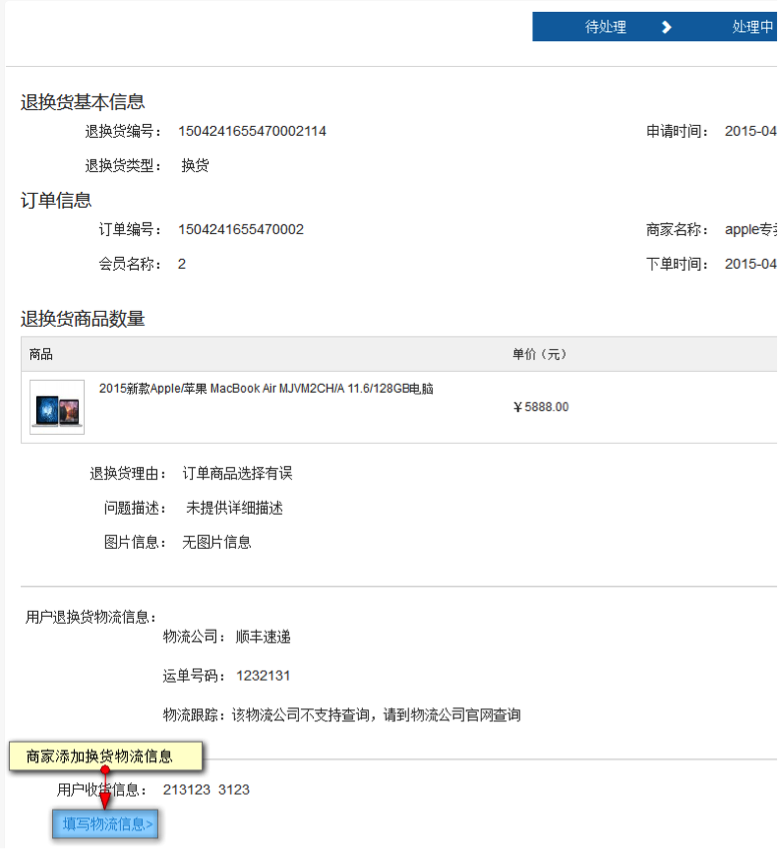 待处理 处理中
退换货基本信息
退换货编号： 1504241655470002114 申请时间： 2015-04
退换货类型： 换货
订单信息
订单编号： 1504241655470002 商家名称： apple专
会员名称： 2 下单时间： 2015-04
退换货商品数量
商品 单价（元）
2015新款Apple/苹果 MacBook Air MJVM2CH/A 11.6/128GB电脑
￥5888.00
退换货理由： 订单商品选择有误
问题描述： 未提供详细描述
图片信息： 无图片信息
用户退换货物流信息：
物流公司： 顺丰速递
运单号码： 1232131
物流跟踪：该物流公司不支持查询，请到物流公司官网查询
商家添加换货物流信息
用户收货信息： 213123 3123
填写物流信息>